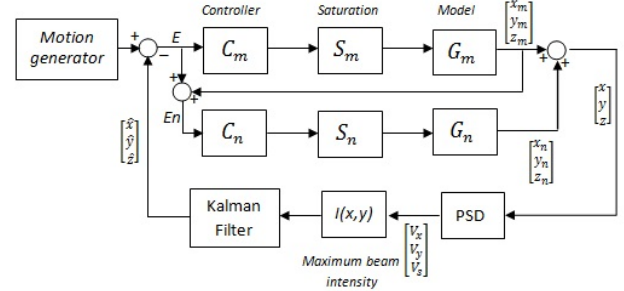 Controller Saturation Model
Motion
generator
+
−
E
C_m
S_m
G_m
[x_m
y_m
z_m]
+
+
+
+
En
C_n
S_n
G_n
[x
y
z]
[x̂
ŷ
ẑ]
[x_n
y_n
z_n]
Kalman
Filter
I(x,y)
PSD
[V_x
V_y
V_s]
Maximum beam
intensity